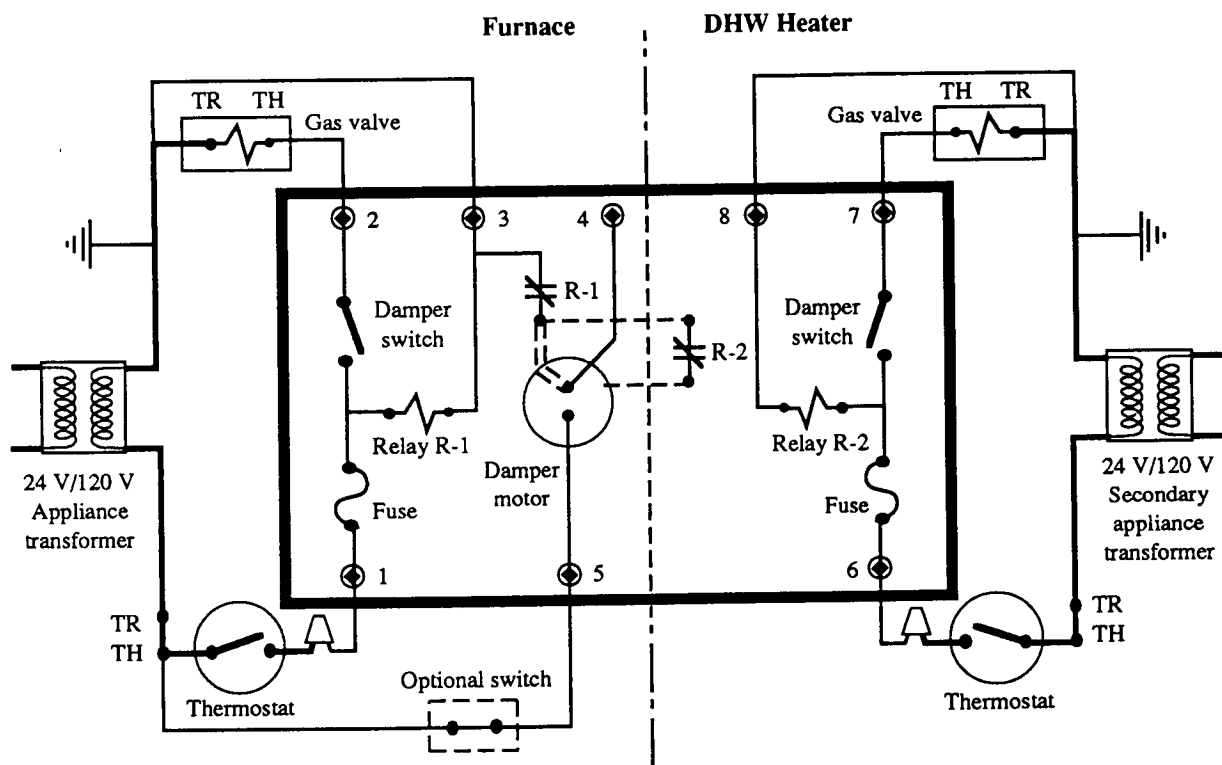 Furnace
DHW Heater
TR
TH
Gas valve
Gas valve
TH
TR
2
3
4
8
7
R-1
Damper
switch
R-2
Damper
switch
Relay R-1
Relay R-2
Damper
motor
Fuse
Fuse
24 V/120 V
Appliance
transformer
24 V/120 V
Secondary
appliance
transformer
1
5
6
TR
TH
TR
TH
Thermostat
Optional switch
Thermostat